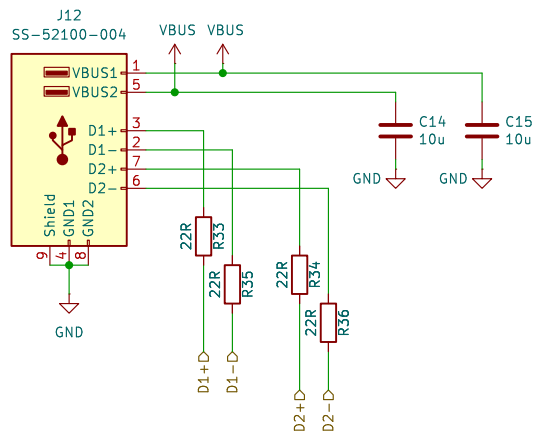 J12
SS-52100-004
VBUS
VBUS
VBUS1
1
VBUS2
5
D1+
3
D1-
2
D2+
7
D2-
6
C14
10u
C15
10u
GND
GND
Shield
GND1
GND2
9
4
8
GND
22R
R33
22R
R35
22R
R34
22R
R36
D1+
D1-
D2+
D2-